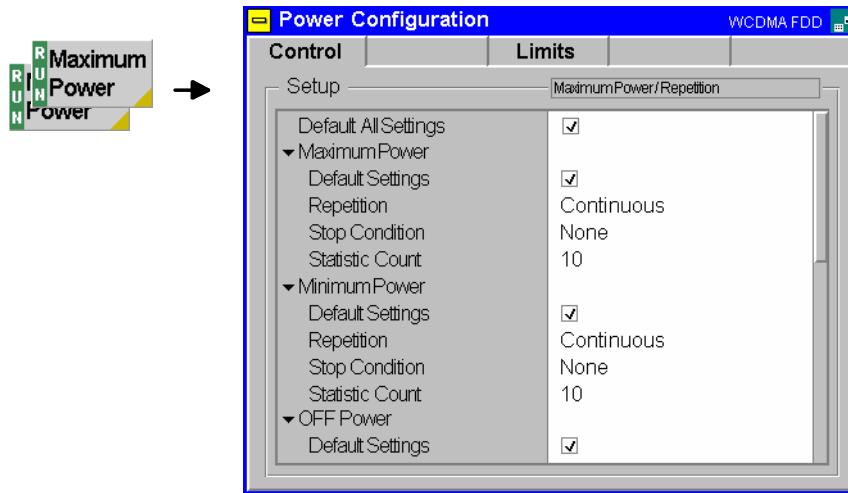 RUN
Maximum
Power
RUN
Power
Power Configuration WCDMA FDD
Control Limits
Setup Maximum Power / Repetition
Default All Settings
Maximum Power
Default Settings
Repetition Continuous
Stop Condition None
Statistic Count 10
Minimum Power
Default Settings
Repetition Continuous
Stop Condition None
Statistic Count 10
OFF Power
Default Settings